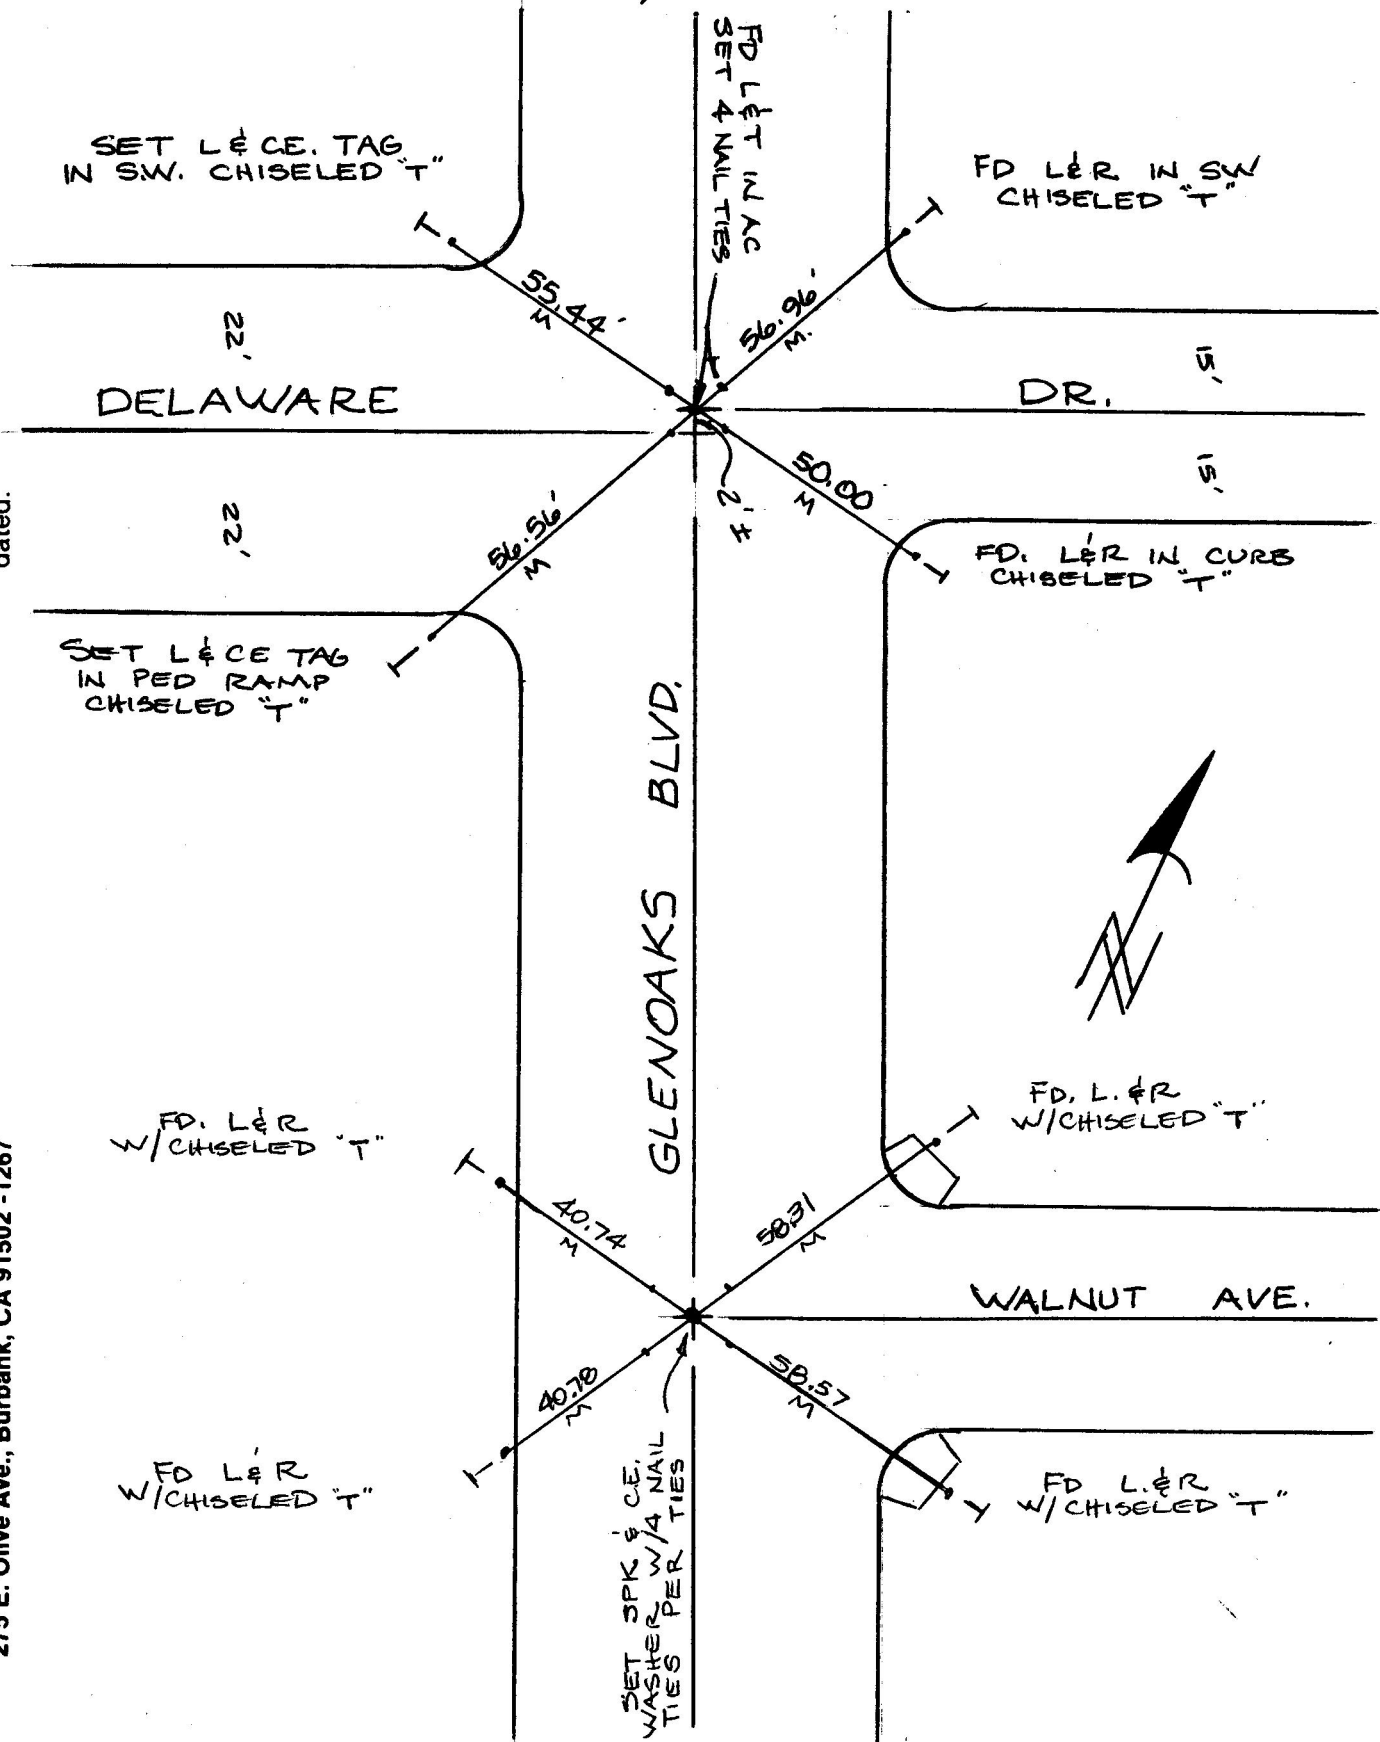 FD L&T IN AC
SET 4 NAIL TIES
SET L & CE. TAG
IN S.W. CHISELED "T"
FD L&R IN SW
CHISELED "T"
55.44'
M
56.96'
M.
22'
15'
DELAWARE
DR.
22'
15'
50.00
M
2'±
56.56'
M
FD. L&R IN CURB
CHISELED "T"
SET L & CE TAG
IN PED RAMP
CHISELED "T"
dated.
GLENOAKS BLVD.
N
FD. L&R
W/CHISELED "T"
FD. L.&R
W/CHISELED "T"
40.74
M
58.31
M
WALNUT AVE.
40.78
M
58.57
M
FD L&R
W/CHISELED "T"
FD L.&R
W/CHISELED "T"
SET SPK. & C.E.
WASHER W/4 NAIL
TIES PER TIES
275 E. Olive Ave., Burbank, CA 91502-1267